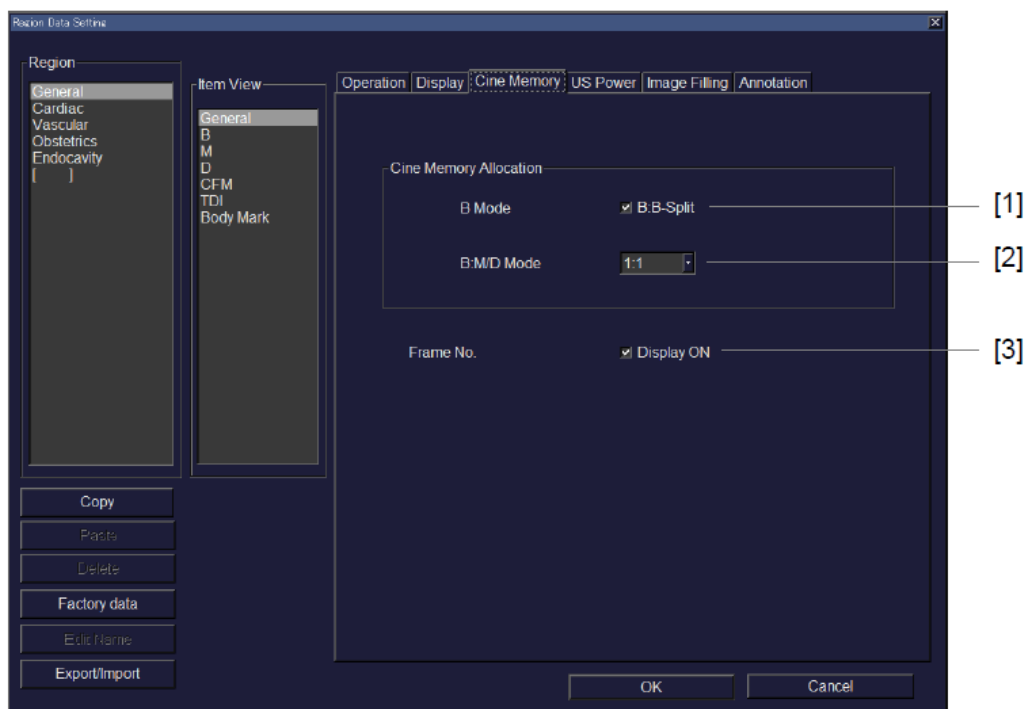 Region Data Setting
Region
General
Cardiac
Vascular
Obstetrics
Endocavity
[ ]
Item View
General
B
M
D
CFM
TDI
Body Mark
Operation Display Cine Memory US Power Image Filling Annotation
Cine Memory Allocation
B Mode B:B-Split [1]
B:M/D Mode 1:1 [2]
Frame No. Display ON [3]
Copy
Paste
Delete
Factory data
Edit Name
Export/Import
OK Cancel